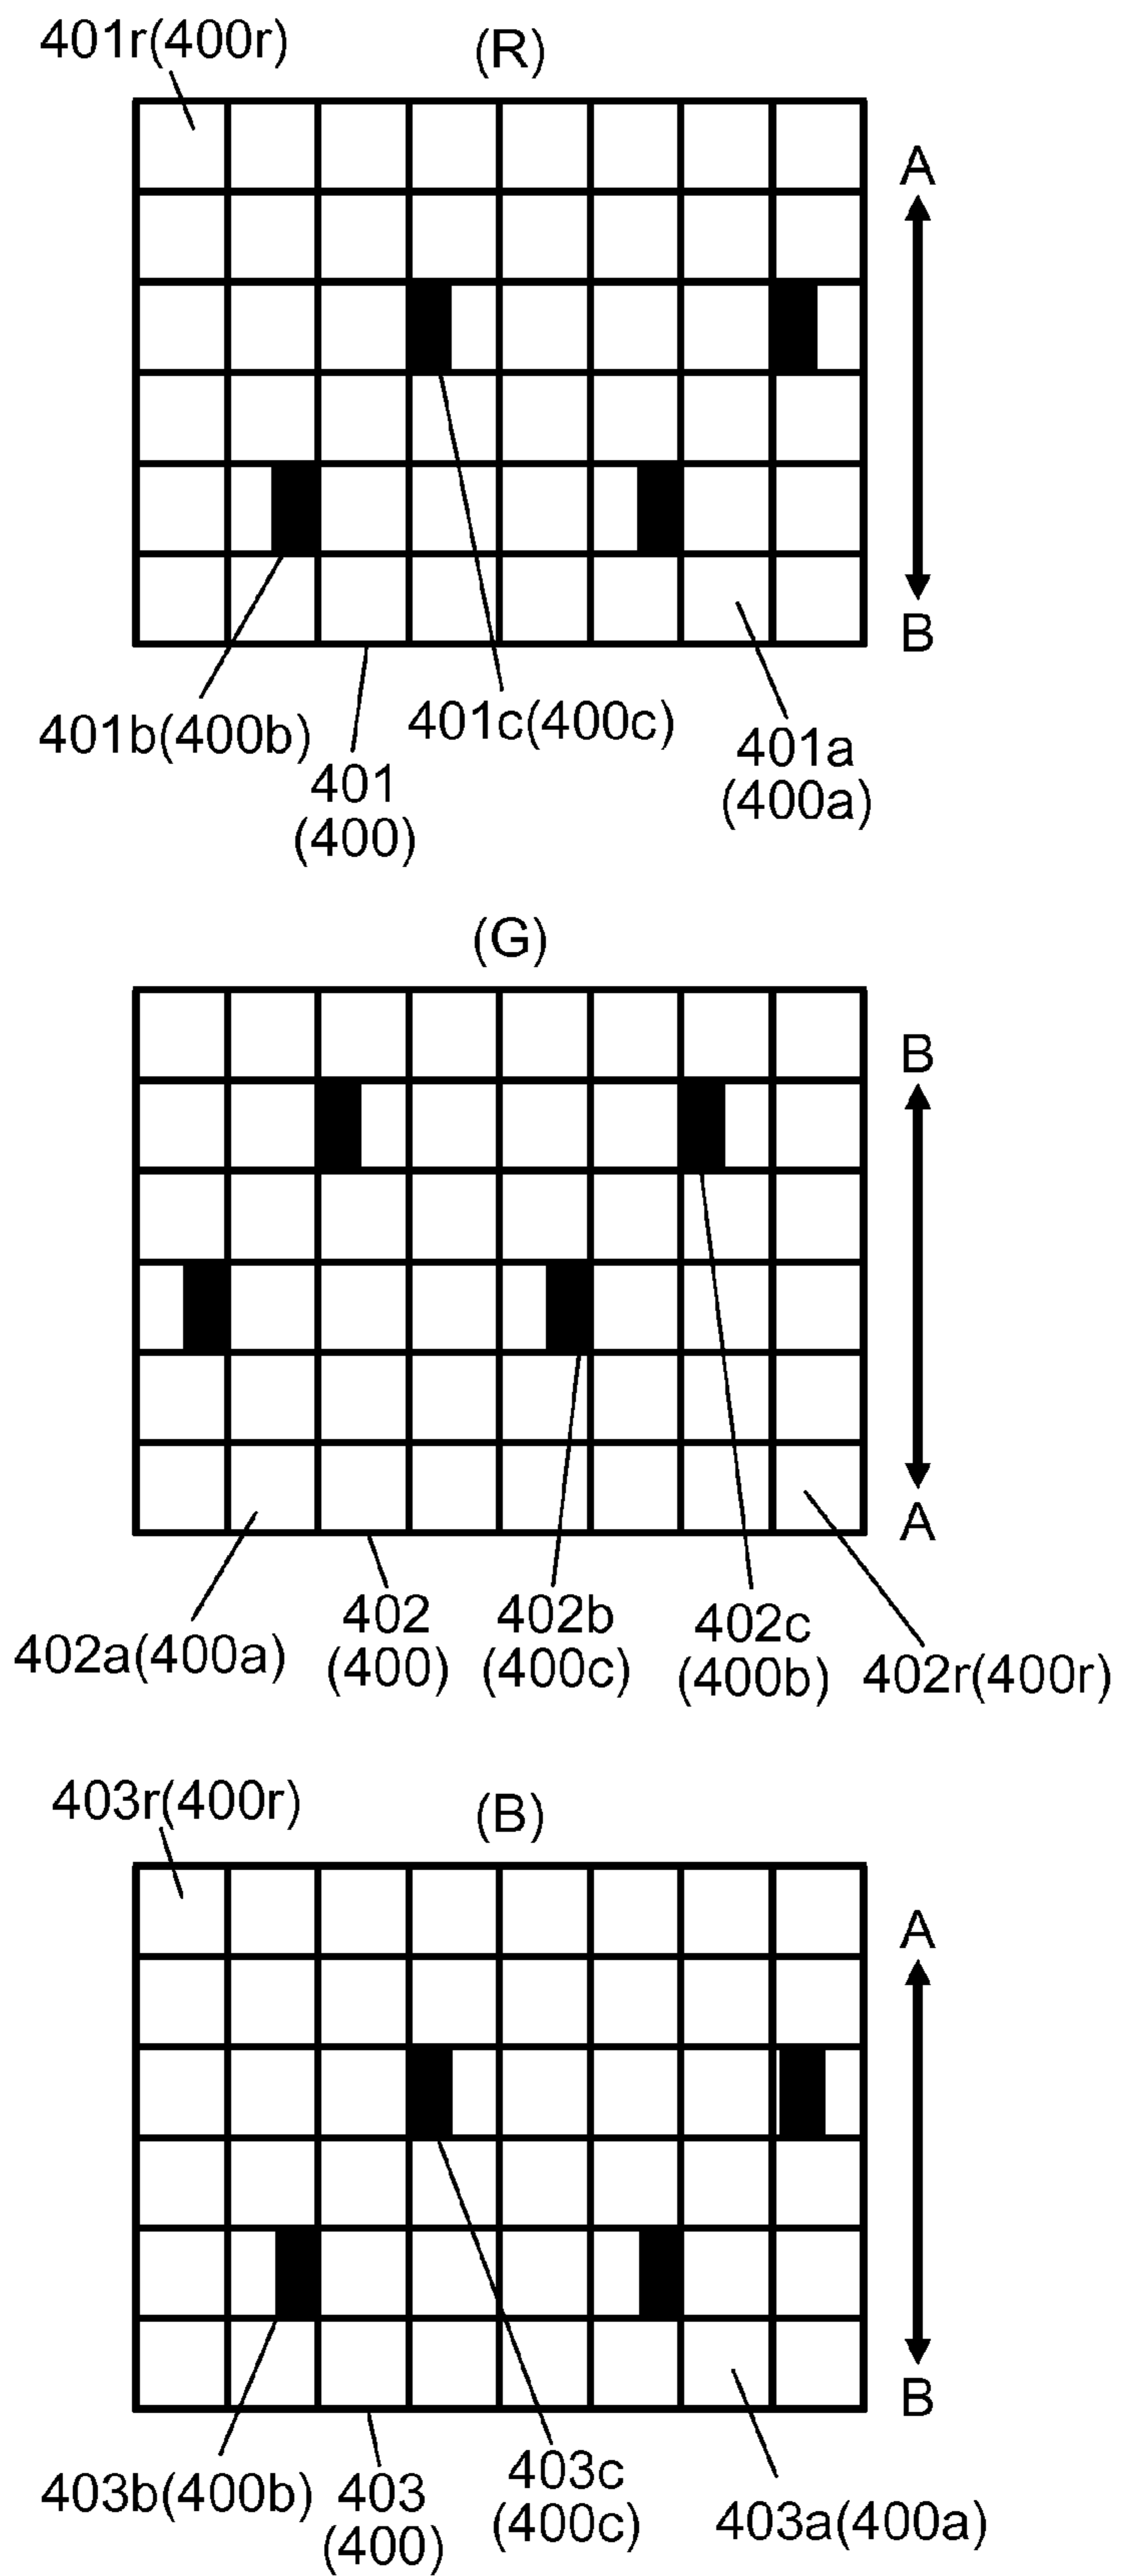 401r(400r)
(R)
A
B
401b(400b)
401c(400c)
401
(400)
401a
(400a)
(G)
B
A
402a(400a)
402
(400)
402b
(400c)
402c
(400b)
402r(400r)
403r(400r)
(B)
A
B
403b(400b)
403
(400)
403c
(400c)
403a(400a)